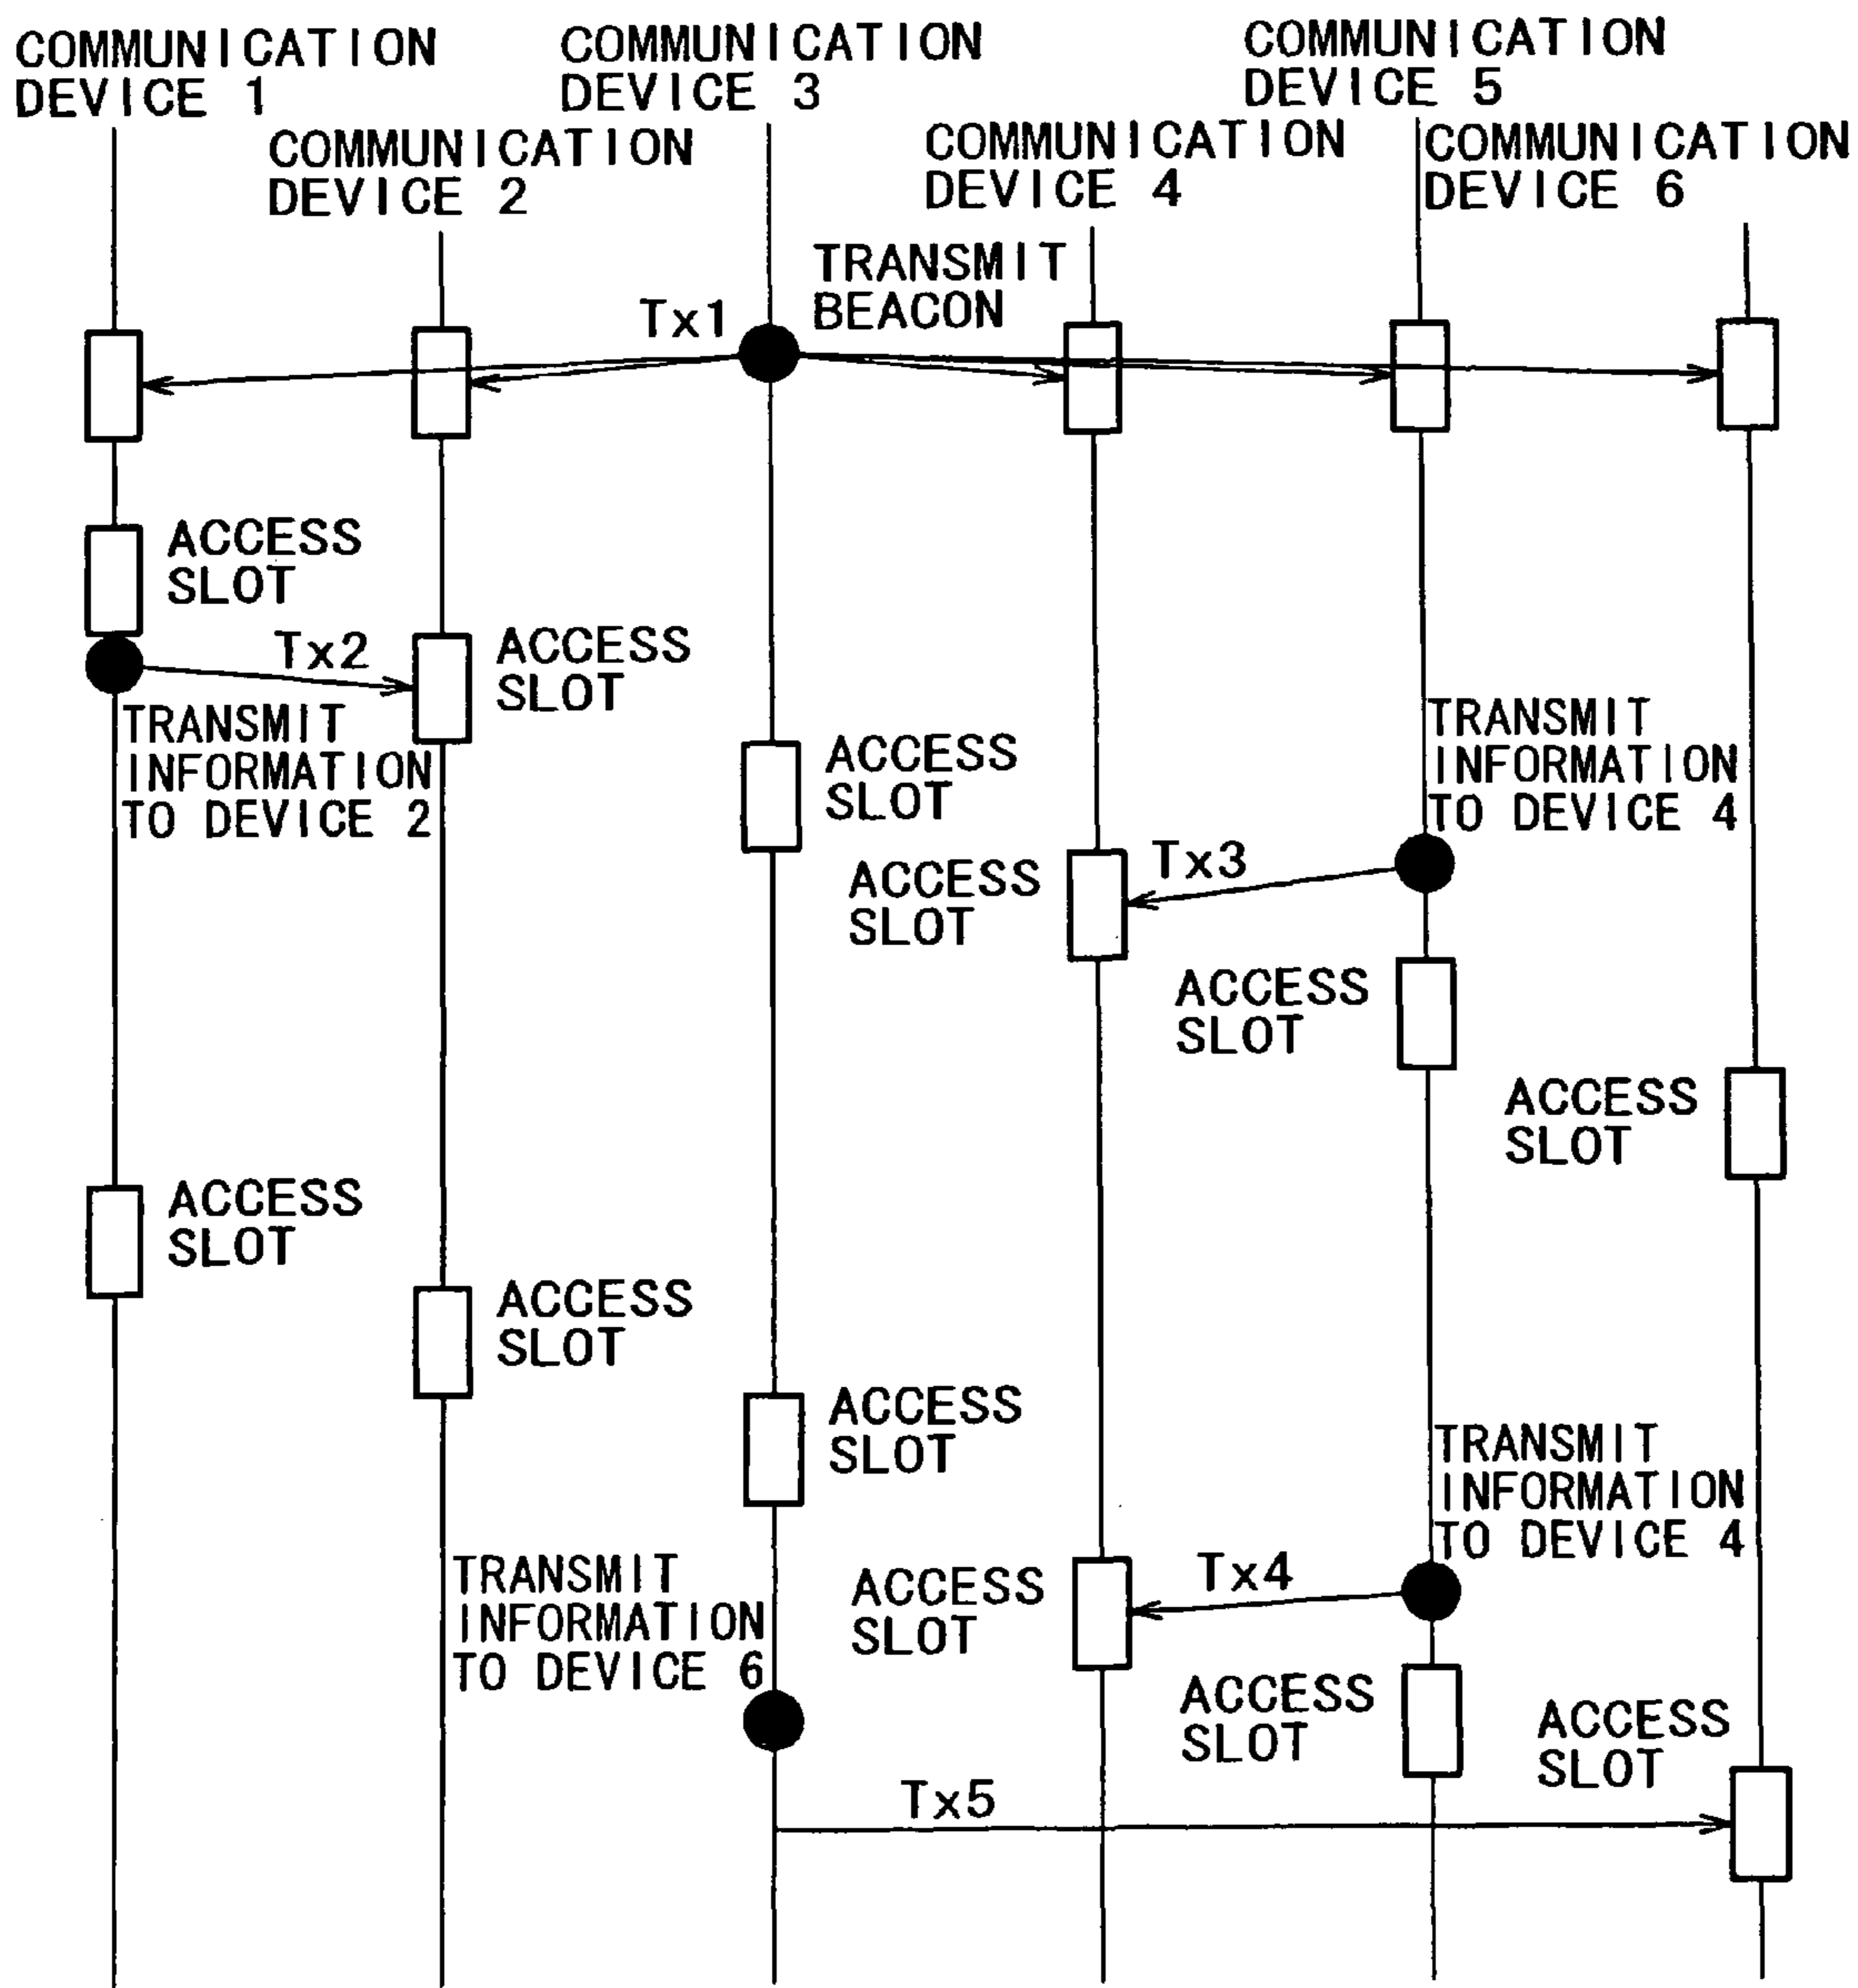 COMMUNICATION
DEVICE 1
COMMUNICATION
DEVICE 3
COMMUNICATION
DEVICE 5
COMMUNICATION
DEVICE 2
COMMUNICATION
DEVICE 4
COMMUNICATION
DEVICE 6
TRANSMIT
BEACON
Tx1
ACCESS
SLOT
Tx2
ACCESS
SLOT
TRANSMIT
INFORMATION
TO DEVICE 2
TRANSMIT
INFORMATION
TO DEVICE 4
ACCESS
SLOT
Tx3
ACCESS
SLOT
ACCESS
SLOT
ACCESS
SLOT
ACCESS
SLOT
ACCESS
SLOT
ACCESS
SLOT
TRANSMIT
INFORMATION
TO DEVICE 4
TRANSMIT
INFORMATION
TO DEVICE 6
Tx4
ACCESS
SLOT
ACCESS
SLOT
ACCESS
SLOT
Tx5